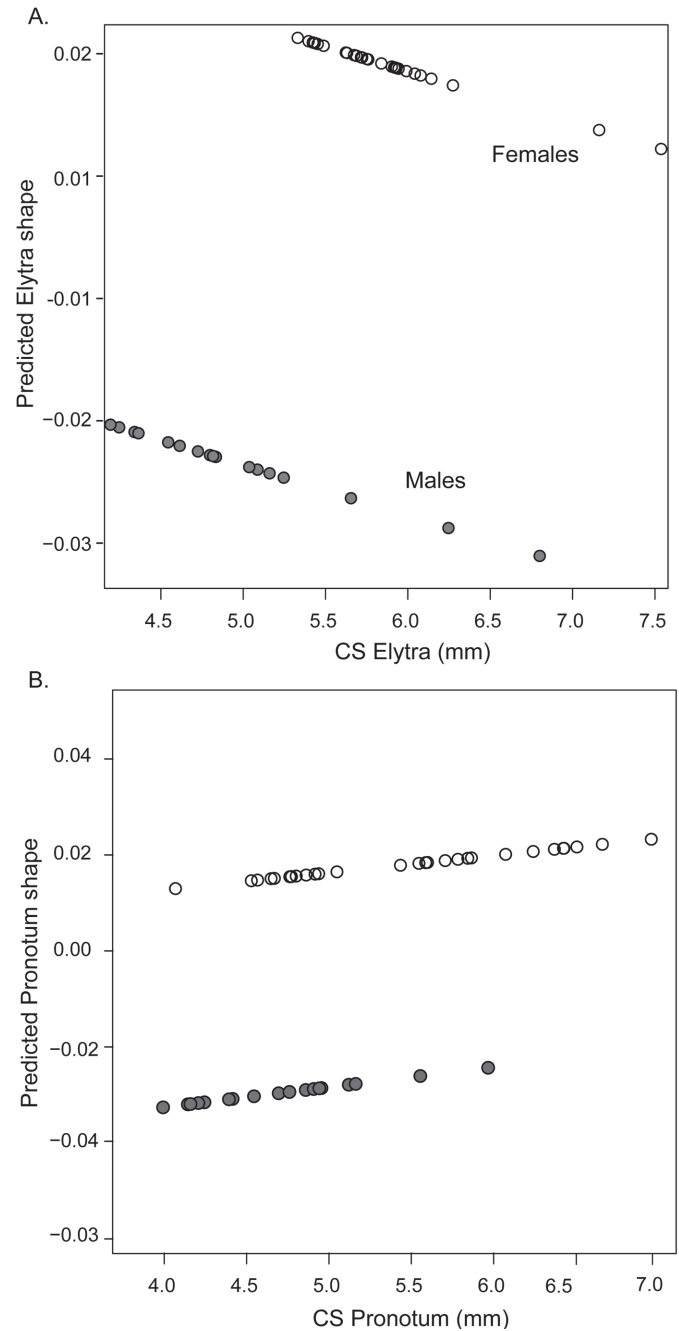 A.
0.02
0.01
-0.01
−0.02
−0.03
Predicted Elytra shape
Females
Males
4.5 5.0 5.5 6.0 6.5 7.0 7.5
CS Elytra (mm)
B.
0.04
0.02
0.00
−0.02
−0.04
−0.03
Predicted Pronotum shape
4.0 4.5 5.0 5.5 6.0 6.5 7.0
CS Pronotum (mm)